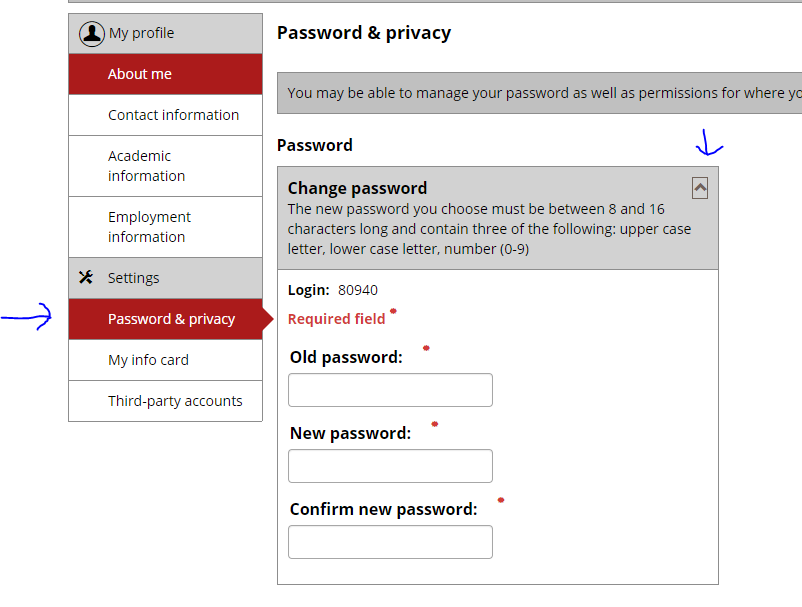 My profile
About me
Contact information
Academic
information
Employment
information
Settings
Password & privacy
My info card
Third-party accounts
Password & privacy
You may be able to manage your password as well as permissions for where yo
Password
Change password
The new password you choose must be between 8 and 16
characters long and contain three of the following: upper case
letter, lower case letter, number (0-9)
Login: 80940
Required field *
Old password: *
New password: *
Confirm new password: *